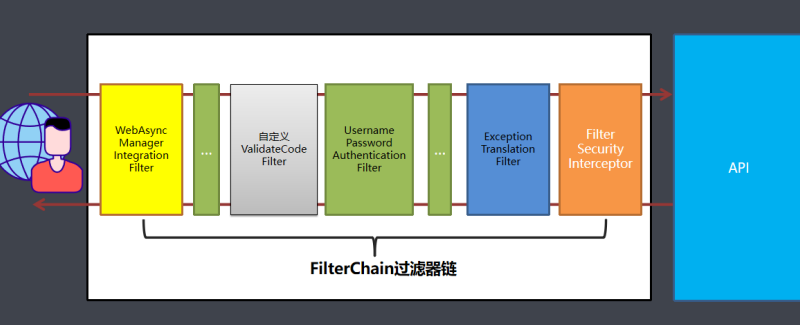 WebAsync
Manager
Integration
Filter
...
自定义
ValidateCode
Filter
Username
Password
Authentication
Filter
...
Exception
Translation
Filter
Filter
Security
Interceptor
API
FilterChain过滤器链